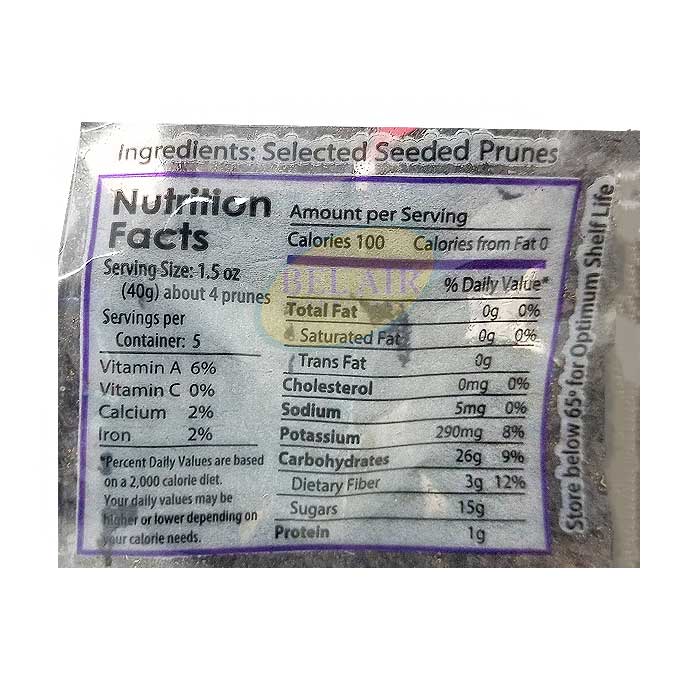 Ingredients: Selected Seeded Prunes
Nutrition
Facts
Serving Size: 1.5 oz
(40g) about 4 prunes
Servings per
Container: 5
Vitamin A 6%
Vitamin C 0%
Calcium 2%
Iron 2%
*Percent Daily Values are based
on a 2,000 calorie diet.
Your daily values may be
higher or lower depending on
your calorie needs.
Amount per Serving
Calories 100 Calories from Fat 0
% Daily Value*
Total Fat 0g 0%
Saturated Fat 0g 0%
Trans Fat 0g
Cholesterol 0mg 0%
Sodium 5mg 0%
Potassium 290mg 8%
Carbohydrates 26g 9%
Dietary Fiber 3g 12%
Sugars 15g
Protein 1g
Store below 65º for Optimum Shelf Life
BEL AIR